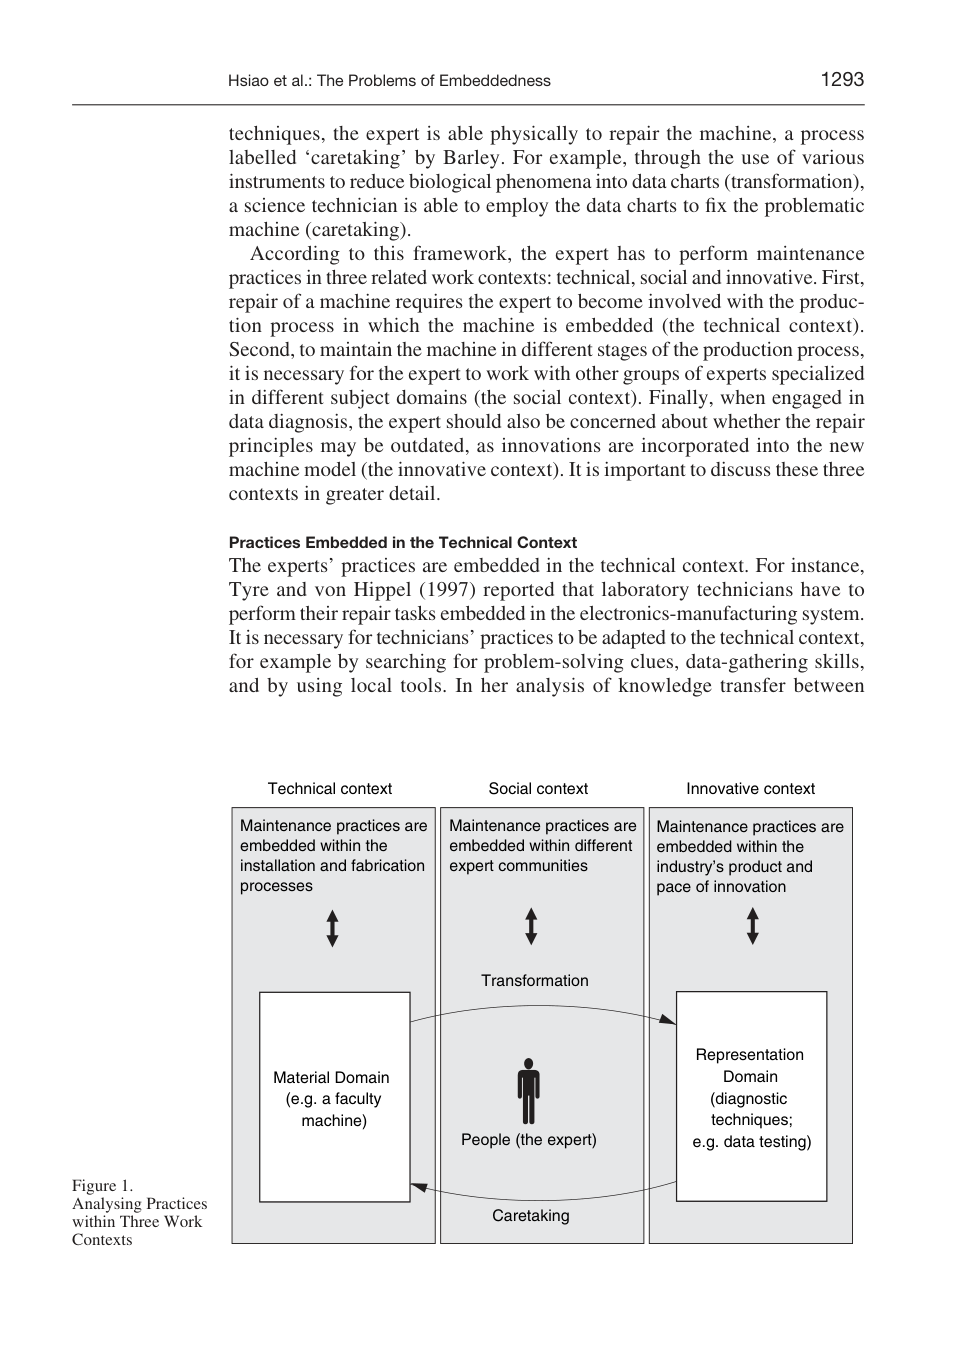 Hsiao et al.: The Problems of Embeddedness 1293
techniques, the expert is able physically to repair the machine, a process
labelled ‘caretaking’ by Barley. For example, through the use of various
instruments to reduce biological phenomena into data charts (transformation),
a science technician is able to employ the data charts to fix the problematic
machine (caretaking).
According to this framework, the expert has to perform maintenance
practices in three related work contexts: technical, social and innovative. First,
repair of a machine requires the expert to become involved with the produc-
tion process in which the machine is embedded (the technical context).
Second, to maintain the machine in different stages of the production process,
it is necessary for the expert to work with other groups of experts specialized
in different subject domains (the social context). Finally, when engaged in
data diagnosis, the expert should also be concerned about whether the repair
principles may be outdated, as innovations are incorporated into the new
machine model (the innovative context). It is important to discuss these three
contexts in greater detail.
Practices Embedded in the Technical Context
The experts’ practices are embedded in the technical context. For instance,
Tyre and von Hippel (1997) reported that laboratory technicians have to
perform their repair tasks embedded in the electronics-manufacturing system.
It is necessary for technicians’ practices to be adapted to the technical context,
for example by searching for problem-solving clues, data-gathering skills,
and by using local tools. In her analysis of knowledge transfer between
Technical context
Maintenance practices are
embedded within the
installation and fabrication
processes
Material Domain
(e.g. a faculty
machine)
Social context
Maintenance practices are
embedded within different
expert communities
Transformation
People (the expert)
Caretaking
Innovative context
Maintenance practices are
embedded within the
industry’s product and
pace of innovation
Representation
Domain
(diagnostic
techniques;
e.g. data testing)
Figure 1.
Analysing Practices
within Three Work
Contexts